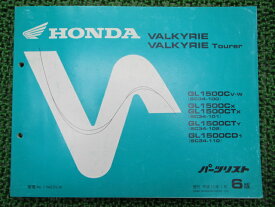 HONDA
VALKYRIE
VALKYRIE Tourer
GL1500CV-W
(SC34-100)
GL1500CX
GL1500CTX
(SC34-101)
GL1500CTY
(SC34-102)
GL1500CD1
(SC34-110)
パーツリスト
6版